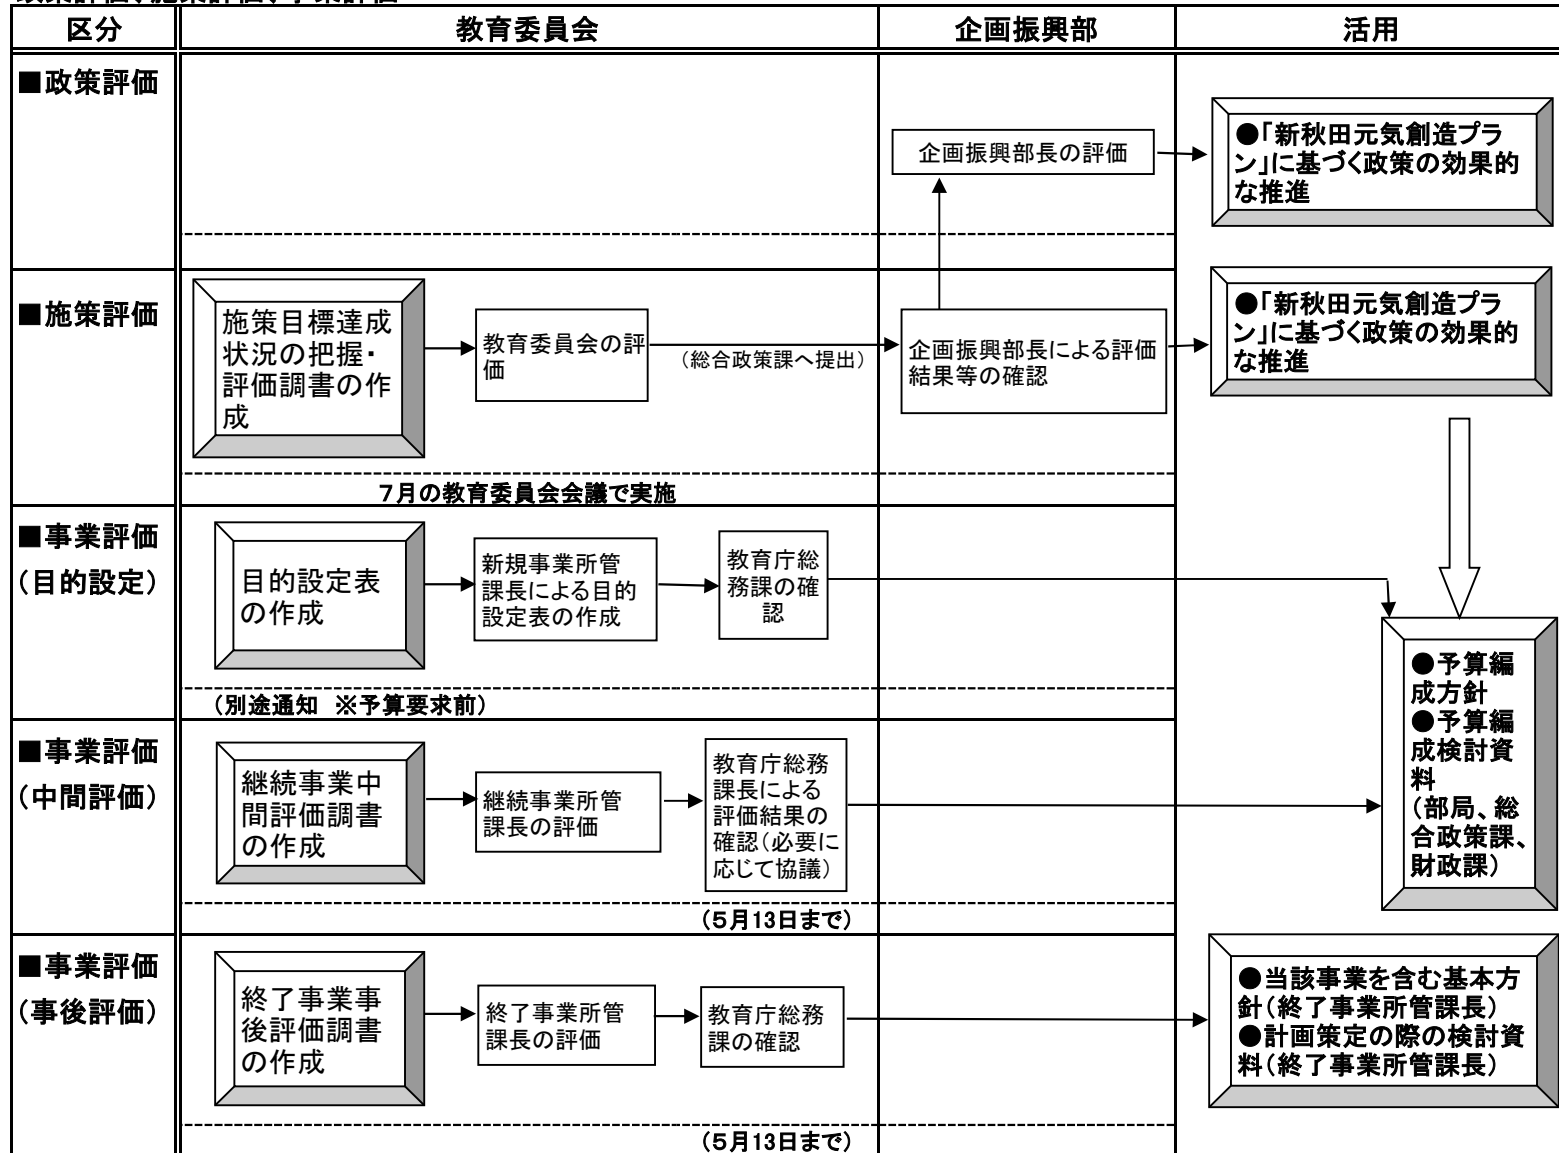 区分
教育委員会
企画振興部
活用
■政策評価
企画振興部長の評価
●「新秋田元気創造プラ
ン」に基づく政策の効果的
な推進
■施策評価
施策目標達成
状況の把握・
評価調書の作
成
教育委員会の評
価
（総合政策課へ提出）
企画振興部長による評価
結果等の確認
●「新秋田元気創造プラ
ン」に基づく政策の効果的
な推進
７月の教育委員会会議で実施
■事業評価
（目的設定）
目的設定表
の作成
新規事業所管
課長による目的
設定表の作成
教育庁総
務課の確
認
（別途通知　※予算要求前）
●予算編
成方針
●予算編
成検討資
料
（部局、総
合政策課、
財政課）
■事業評価
（中間評価）
継続事業中
間評価調書
の作成
継続事業所管
課長の評価
教育庁総務
課長による
評価結果の
確認（必要に
応じて協議）
（５月13日まで）
■事業評価
（事後評価）
終了事業事
後評価調書
の作成
終了事業所管
課長の評価
教育庁総務
課の確認
●当該事業を含む基本方
針（終了事業所管課長）
●計画策定の際の検討資
料（終了事業所管課長）
（５月13日まで）